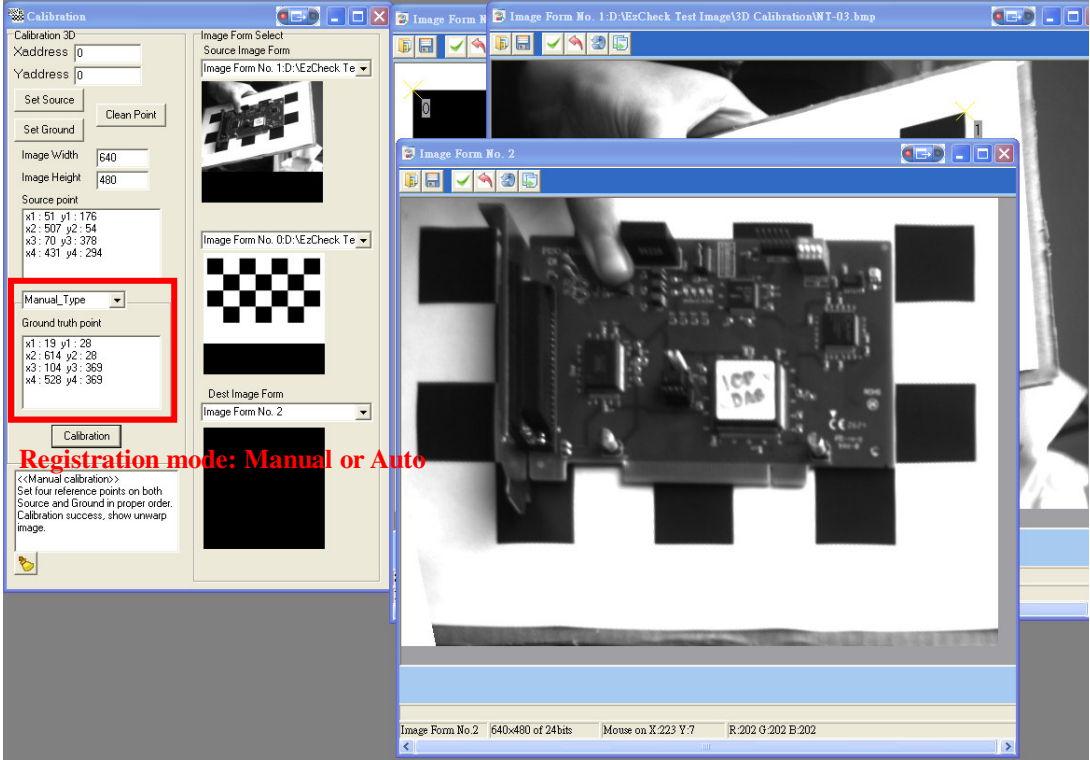 Calibration
Calibration 3D
Xaddress 0
Yaddress 0
Set Source
Clean Point
Set Ground
Image Width 640
Image Height 480
Source point
x1 : 51 y1 : 176
x2 : 507 y2 : 54
x3 : 70 y3 : 378
x4 : 431 y4 : 294
Manual_Type
Ground truth point
x1 : 19 y1 : 28
x2 : 614 y2 : 28
x3 : 104 y3 : 369
x4 : 528 y4 : 369
Calibration
Registration mode: Manual or Auto
<<Manual calibration>>
Set four reference points on both
Source and Ground in proper order.
Calibration success, show unwarp
image.
Image Form Select
Source Image Form
Image Form No. 1:D:\EzCheck Te
Image Form No. 0:D:\EzCheck Te
Dest Image Form
Image Form No. 2
Image Form N
0
Image Form No. 1:D:\EzCheck Test Image\3D Calibration\NT-03.bmp
1
Image Form No. 2
ICP
DAS
CE
Image Form No.2 640x480 of 24bits Mouse on X:223 Y:7 R:202 G:202 B:202